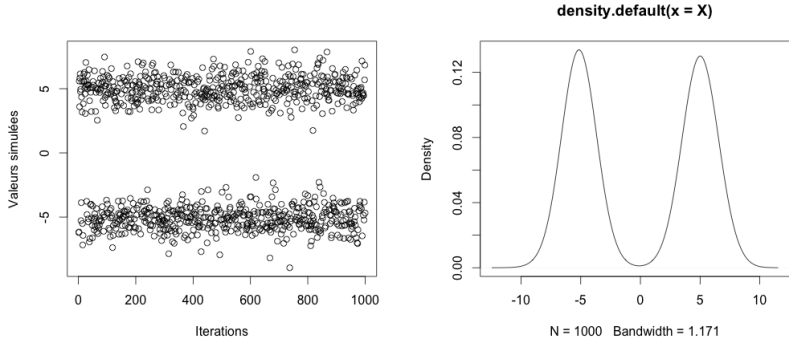 density.default(x = X)
Valeurs simulées
5
0
-5
0 200 400 600 800 1000
Iterations
Density
0.12
0.08
0.04
0.00
-10 -5 0 5 10
N = 1000 Bandwidth = 1.171